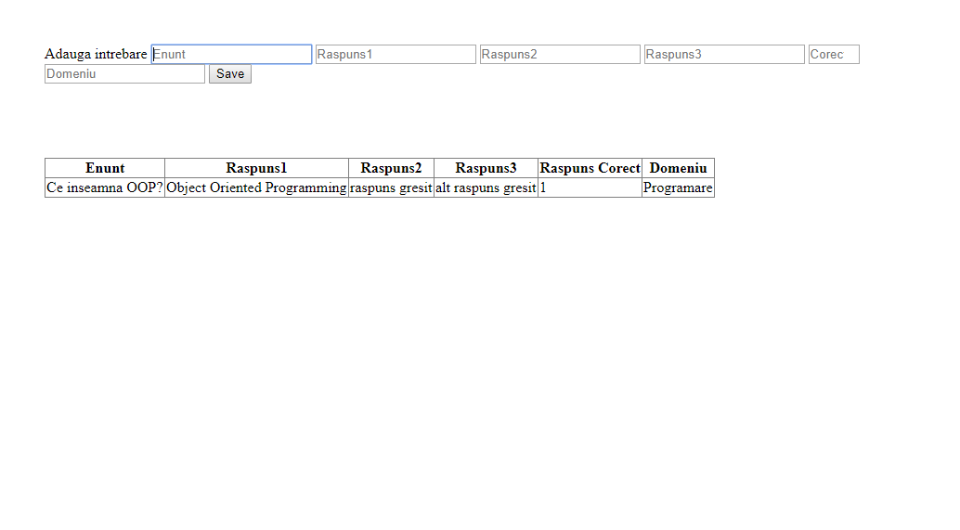 Adauga intrebare Enunt Raspuns1 Raspuns2 Raspuns3 Corec
Domeniu Save
Enunt Raspuns1 Raspuns2 Raspuns3 Raspuns Corect Domeniu
Ce inseamna OOP? Object Oriented Programming raspuns gresit alt raspuns gresit 1 Programare